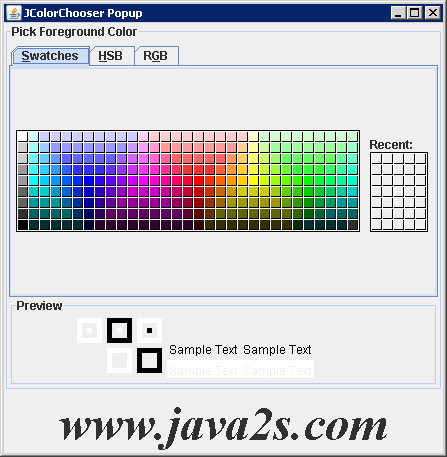 JColorChooser Popup
Pick Foreground Color
Swatches HSB RGB
Recent:
Preview
Sample Text Sample Text
Sample Text Sample Text
www.java2s.com